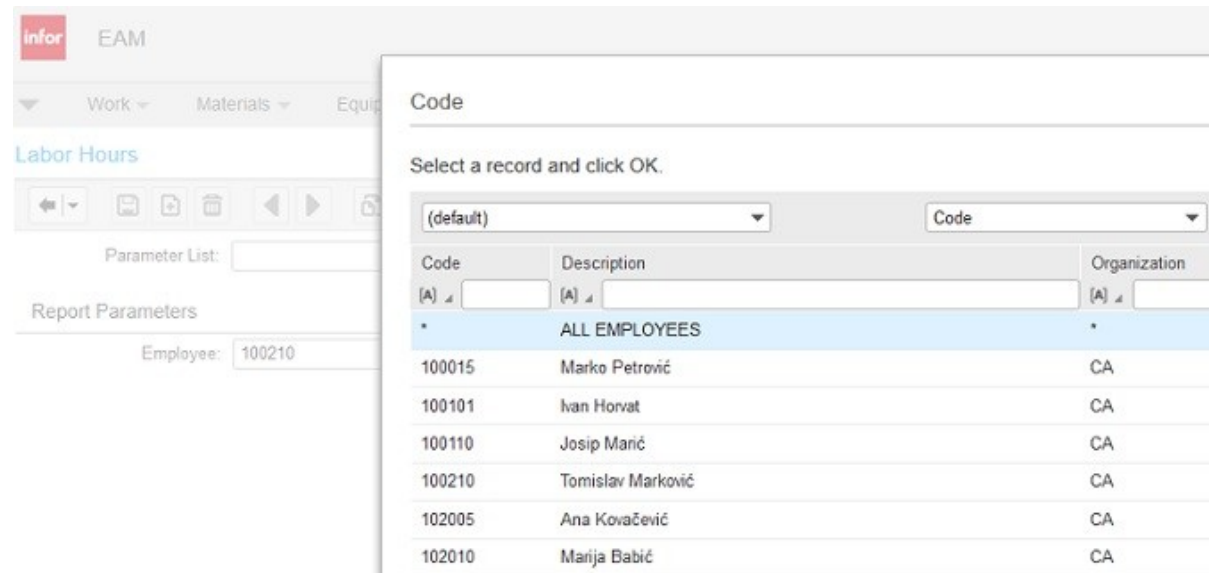 infor EAM
Work Materials Equip
Labor Hours
Parameter List:
Report Parameters
Employee: 100210
Code
Select a record and click OK.
(default) Code
Code Description Organization
[A] [A] [A]
* ALL EMPLOYEES *
100015 Marko Petrović CA
100101 Ivan Horvat CA
100110 Josip Marić CA
100210 Tomislav Marković CA
102005 Ana Kovačević CA
102010 Marija Babić CA